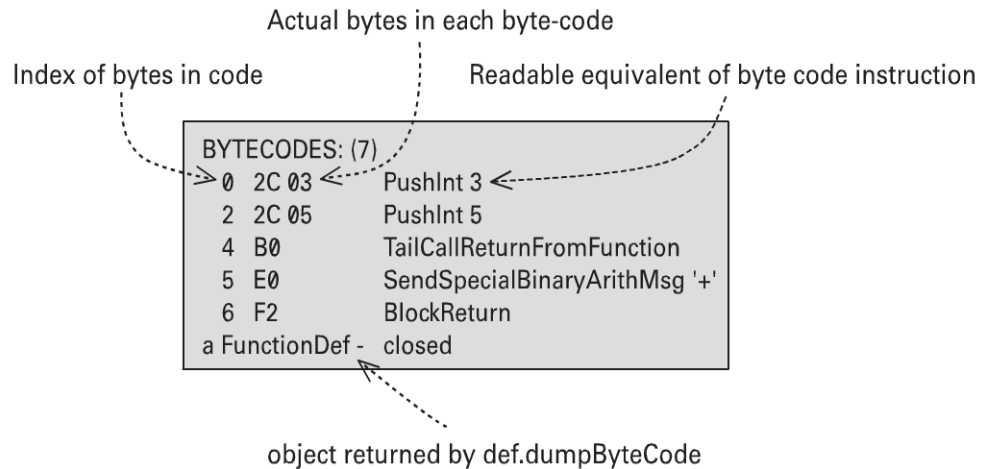 Actual bytes in each byte-code
Index of bytes in code
Readable equivalent of byte code instruction
BYTECODES: (7)
0 2C 03 PushInt 3
2 2C 05 PushInt 5
4 B0 TailCallReturnFromFunction
5 E0 SendSpecialBinaryArithMsg '+'
6 F2 BlockReturn
a FunctionDef - closed
object returned by def.dumpByteCode